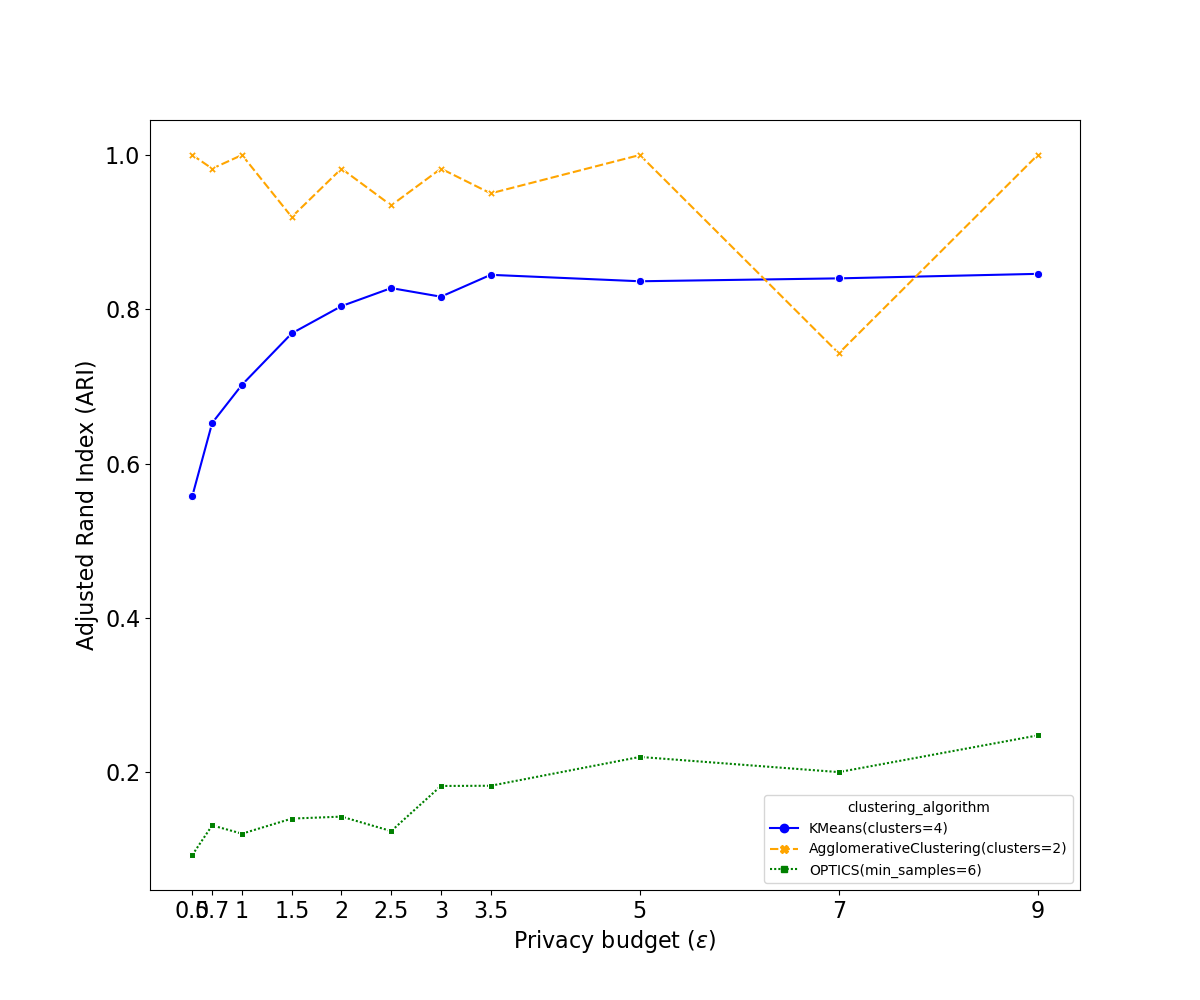 1.0
0.8
0.6
0.4
0.2
Adjusted Rand Index (ARI)
clustering_algorithm
KMeans(clusters=4)
AgglomerativeClustering(clusters=2)
OPTICS(min_samples=6)
0.5 0.7 1 1.5 2 2.5 3 3.5 5 7 9
Privacy budget (ε)